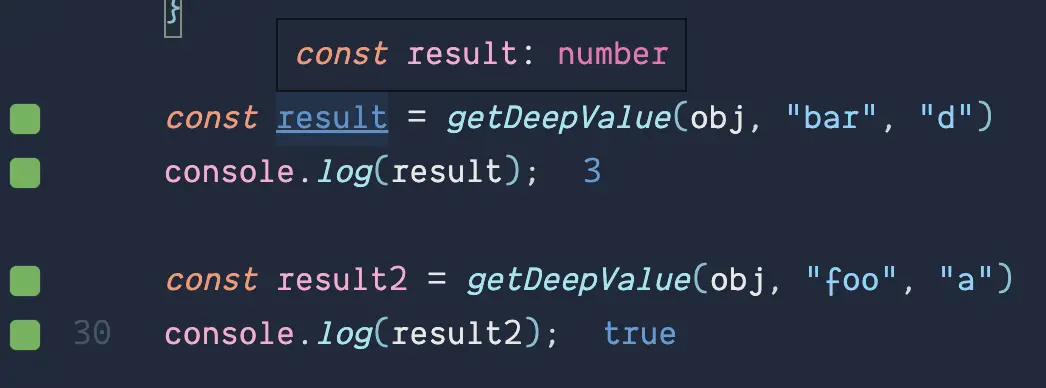 }
const result: number
const result = getDeepValue(obj, "bar", "d")
console.log(result); 3
const result2 = getDeepValue(obj, "foo", "a")
30 console.log(result2); true